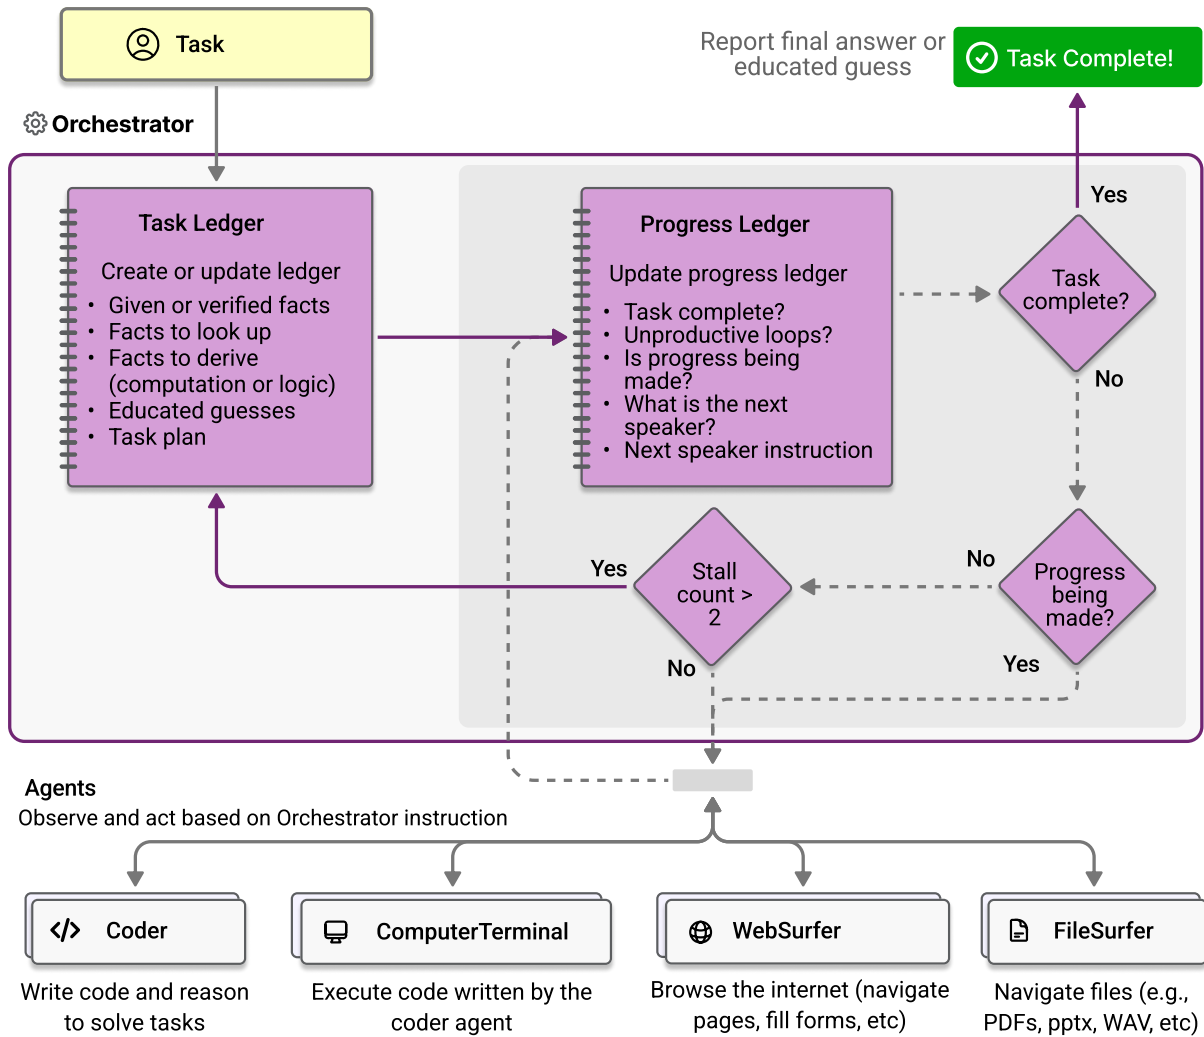 Task
Report final answer or
educated guess
Task Complete!
Orchestrator
Task Ledger
Create or update ledger
• Given or verified facts
• Facts to look up
• Facts to derive
(computation or logic)
• Educated guesses
• Task plan
Progress Ledger
Update progress ledger
• Task complete?
• Unproductive loops?
• Is progress being
made?
• What is the next
speaker?
• Next speaker instruction
Yes
Task
complete?
No
Progress
being
made?
No
Yes
Stall
count >
2
Yes
No
Agents
Observe and act based on Orchestrator instruction
</> Coder
Write code and reason
to solve tasks
ComputerTerminal
Execute code written by the
coder agent
WebSurfer
Browse the internet (navigate
pages, fill forms, etc)
FileSurfer
Navigate files (e.g.,
PDFs, pptx, WAV, etc)